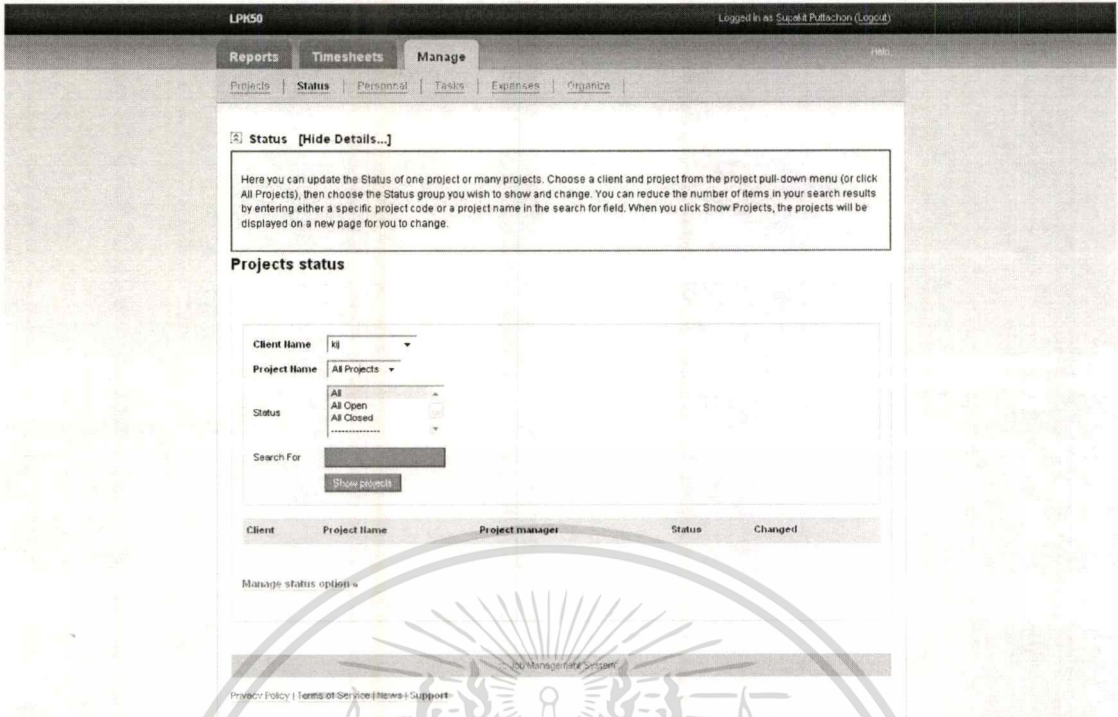 LPK50
Logged in as Supakit Puttachon (Logout)
Reports Timesheets Manage
Help
Projects | Status | Personnal | Tasks | Expenses | Organize |
Status [Hide Details...]
Here you can update the Status of one project or many projects. Choose a client and project from the project pull-down menu (or click
All Projects), then choose the Status group you wish to show and change. You can reduce the number of items in your search results
by entering either a specific project code or a project name in the search for field. When you click Show Projects, the projects will be
displayed on a new page for you to change.
Projects status
Client Name kij
Project Name All Projects
Status
All
All Open
All Closed
--------------
Search For
Show projects
Client Project Name Project manager Status Changed
Manage status option »
:: Job Management System::
Privacy Policy | Terms of Service | News | Support